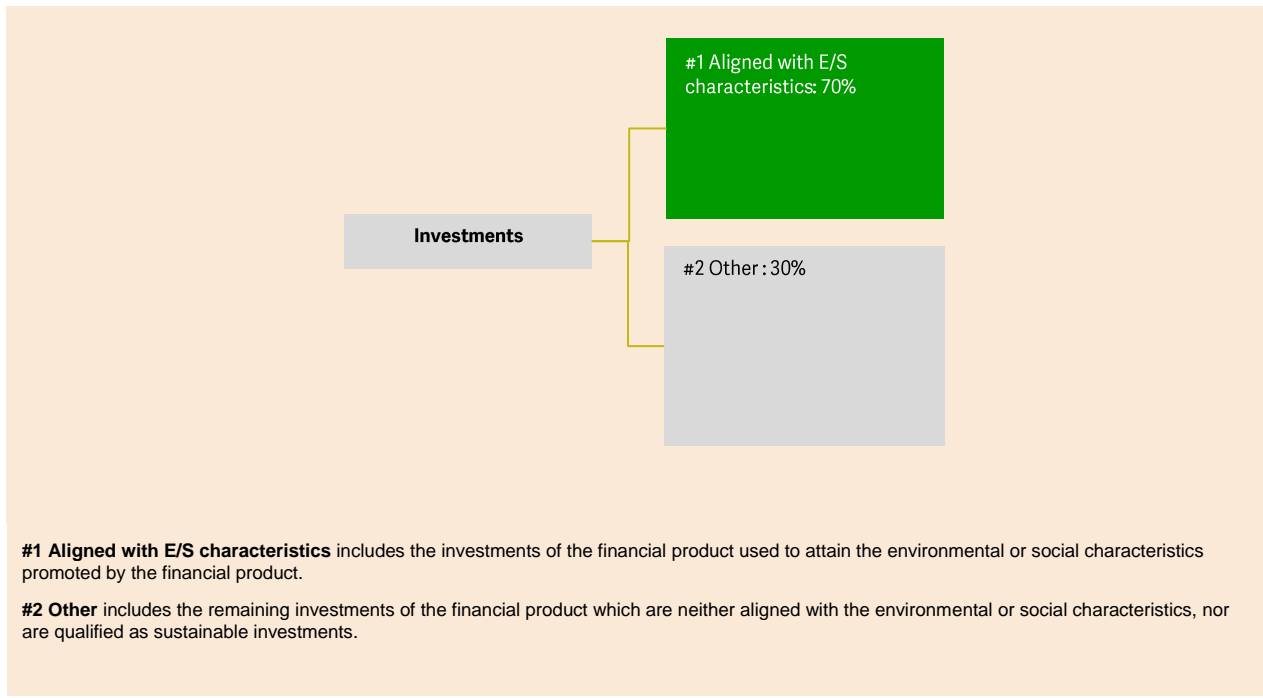 #1 Aligned with E/S
characteristics: 70%
Investments
#2 Other : 30%
#1 Aligned with E/S characteristics includes the investments of the financial product used to attain the environmental or social characteristics
promoted by the financial product.
#2 Other includes the remaining investments of the financial product which are neither aligned with the environmental or social characteristics, nor
are qualified as sustainable investments.